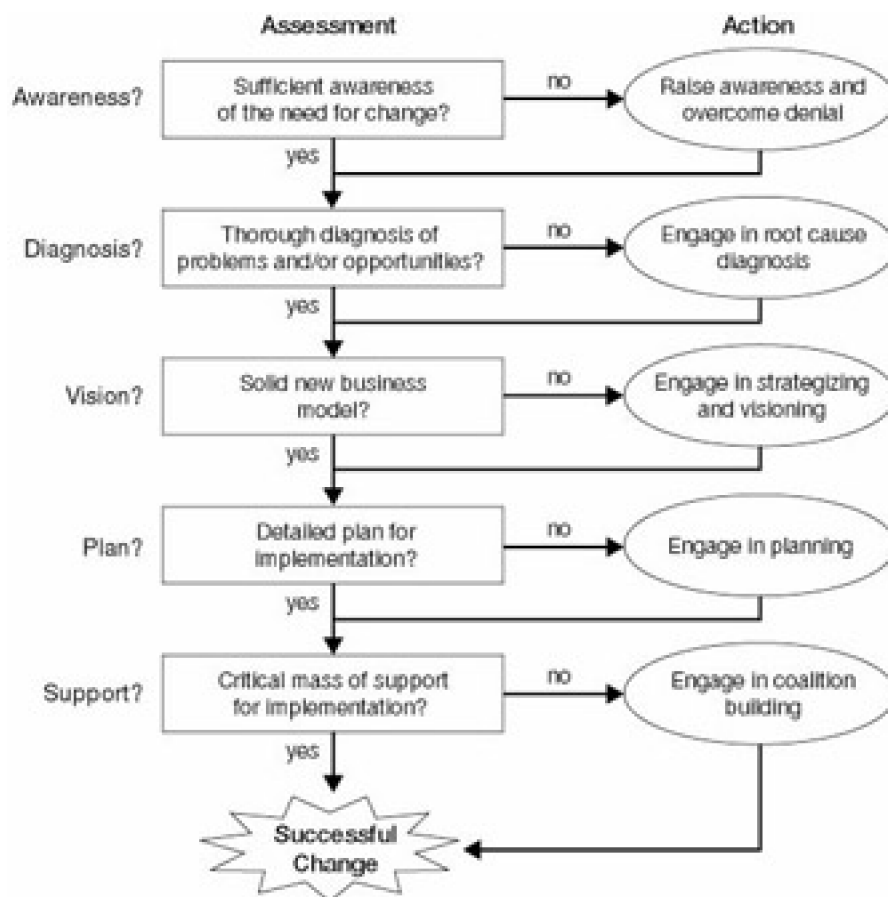 Assessment
Action
Awareness?
Sufficient awareness
of the need for change?
no
Raise awareness and
overcome denial
yes
Diagnosis?
Thorough diagnosis of
problems and/or opportunities?
no
Engage in root cause
diagnosis
yes
Vision?
Solid new business
model?
no
Engage in strategizing
and visioning
yes
Plan?
Detailed plan for
implementation?
no
Engage in planning
yes
Support?
Critical mass of support
for implementation?
no
Engage in coalition
building
yes
Successful
Change